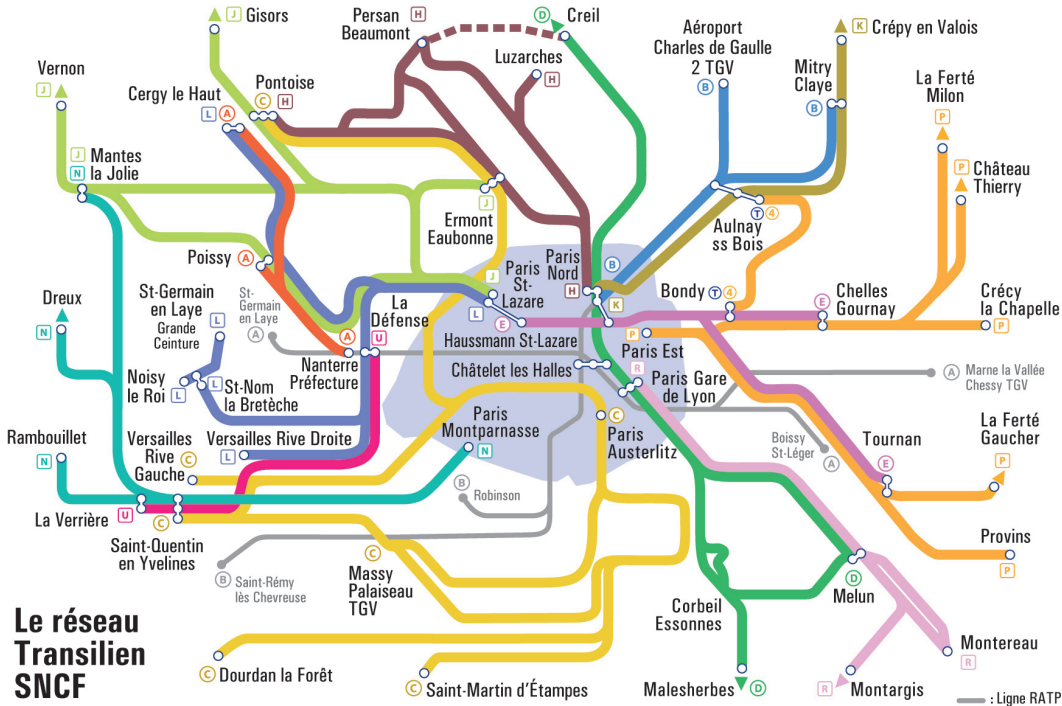 J Gisors
Persan
Beaumont H
D Creil
Aéroport
Charles de Gaulle
2 TGV
B
K Crépy en Valois
Vernon
J
Cergy le Haut
L A
Pontoise
C H
Luzarches
H
Mitry
Claye
B
La Ferté
Milon
P
J
N
Mantes
la Jolie
P
Château
Thierry
Ermont
Eaubonne
J
Aulnay
ss Bois
T 4
Poissy A
Paris
St-
Lazare
J
L
E
Paris
Nord
B
H
K
Bondy T 4
Chelles
Gournay
E
Crécy
la Chapelle
P
Dreux
N
St-Germain
en Laye
Grande
Ceinture
L
St-
Germain
en Laye
A
La
Défense
U
A
Nanterre
Préfecture
Haussmann St-Lazare
P
Paris Est
R
Noisy
le Roi
L
St-Nom
la Bretèche
L
Châtelet les Halles
Paris Gare
de Lyon
A Marne la Vallée
Chessy TGV
Rambouillet
N
Versailles
Rive
Gauche
C
Versailles Rive Droite
L
Paris
Montparnasse
N
C
Paris
Austerlitz
Boissy
St-Léger
A
Tournan
E
La Ferté
Gaucher
P
B
Robinson
La Verrière U
C
Saint-Quentin
en Yvelines
Provins
P
B Saint-Rémy
lès Chevreuse
C
Massy
Palaiseau
TGV
D
Melun
Corbeil
Essonnes
Le réseau
Transilien
SNCF
C Dourdan la Forêt
C Saint-Martin d'Étampes
Malesherbes D
R Montargis
Montereau
R
: Ligne RATP